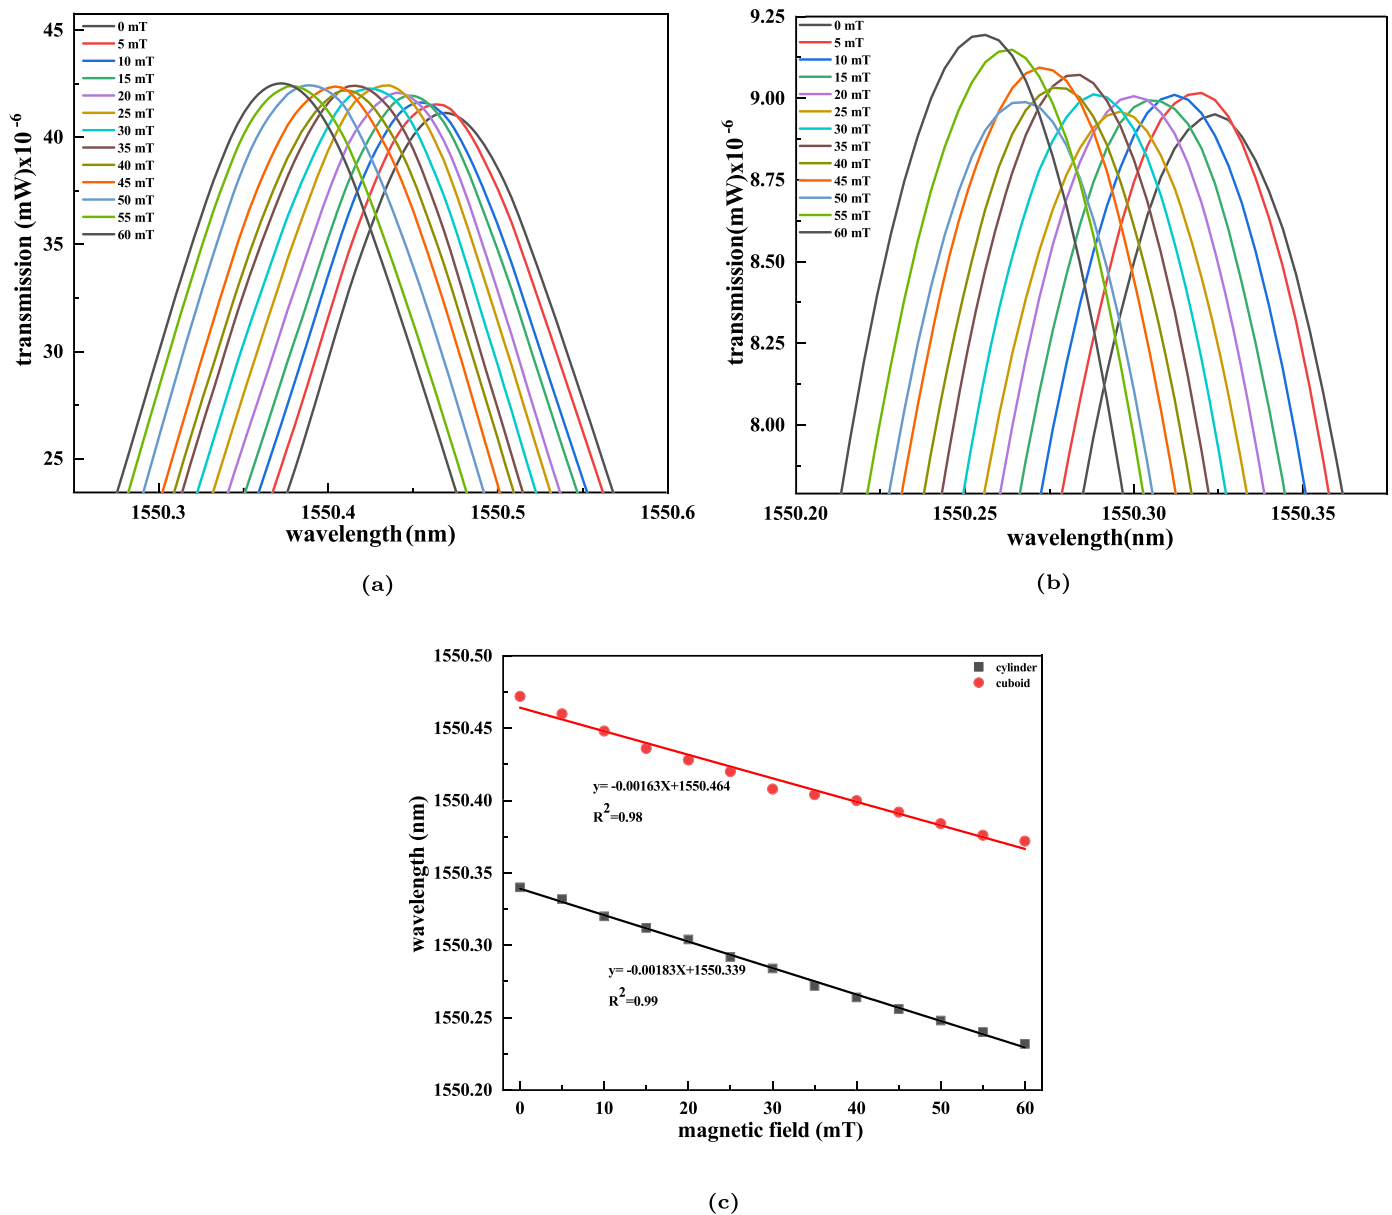 45
40
35
30
25
transmission (mW)x10-6
0 mT
5 mT
10 mT
15 mT
20 mT
25 mT
30 mT
35 mT
40 mT
45 mT
50 mT
55 mT
60 mT
1550.3 1550.4 1550.5 1550.6
wavelength (nm)
(a)
9.25
9.00
8.75
8.50
8.25
8.00
transmission(mW)x10-6
0 mT
5 mT
10 mT
15 mT
20 mT
25 mT
30 mT
35 mT
40 mT
45 mT
50 mT
55 mT
60 mT
1550.20 1550.25 1550.30 1550.35
wavelength(nm)
(b)
1550.50
1550.45
1550.40
1550.35
1550.30
1550.25
1550.20
wavelength (nm)
0
cylinder
cuboid
y= -0.00163X+1550.464
R2=0.98
y= -0.00183X+1550.339
R2=0.99
0 10 20 30 40 50 60
magnetic field (mT)
(c)